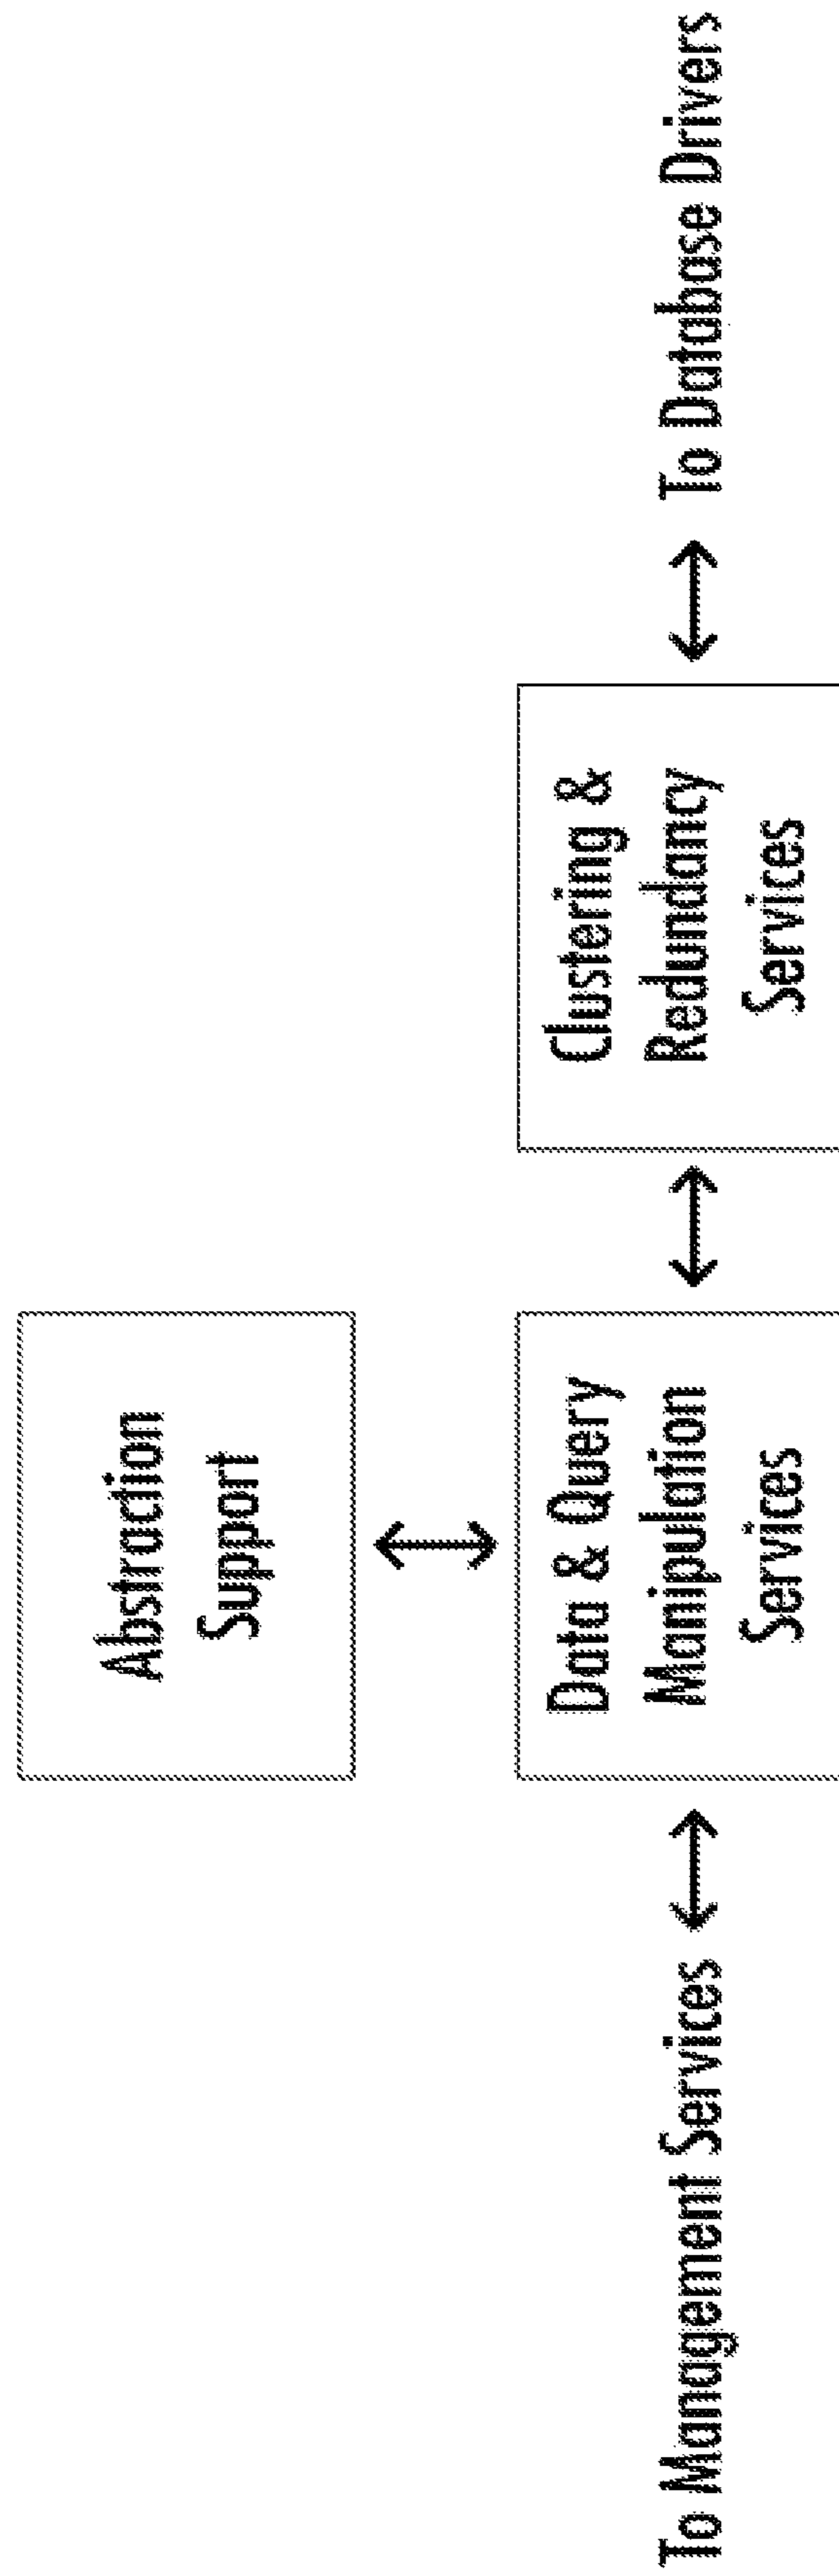 Abstraction
Support
To Management Services
Data & Query
Manipulation
Services
Clustering &
Redundancy
Services
To Database Drivers